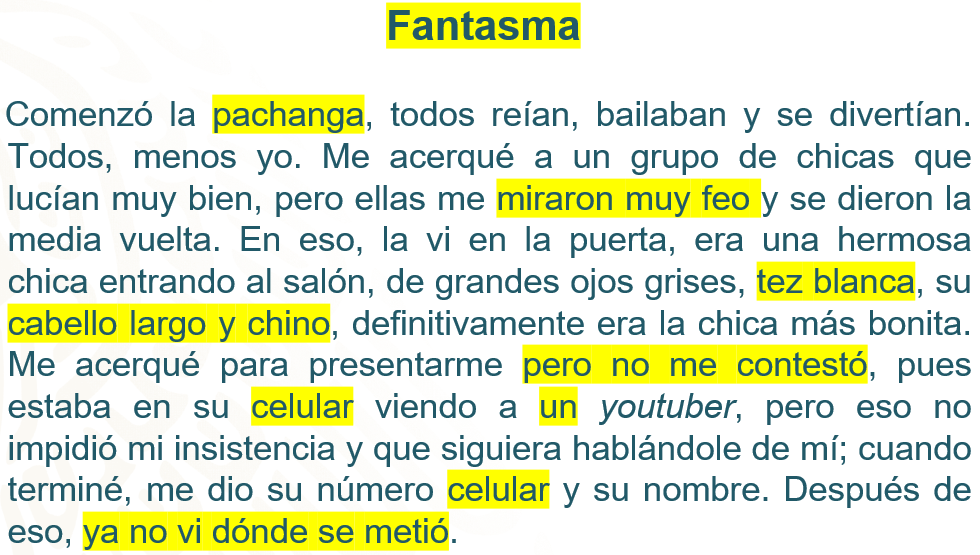 Fantasma
Comenzó la pachanga, todos reían, bailaban y se divertían.
Todos, menos yo. Me acerqué a un grupo de chicas que
lucían muy bien, pero ellas me miraron muy feo y se dieron la
media vuelta. En eso, la vi en la puerta, era una hermosa
chica entrando al salón, de grandes ojos grises, tez blanca, su
cabello largo y chino, definitivamente era la chica más bonita.
Me acerqué para presentarme pero no me contestó, pues
estaba en su celular viendo a un youtuber, pero eso no
impidió mi insistencia y que siguiera hablándole de mí; cuando
terminé, me dio su número celular y su nombre. Después de
eso, ya no vi dónde se metió.